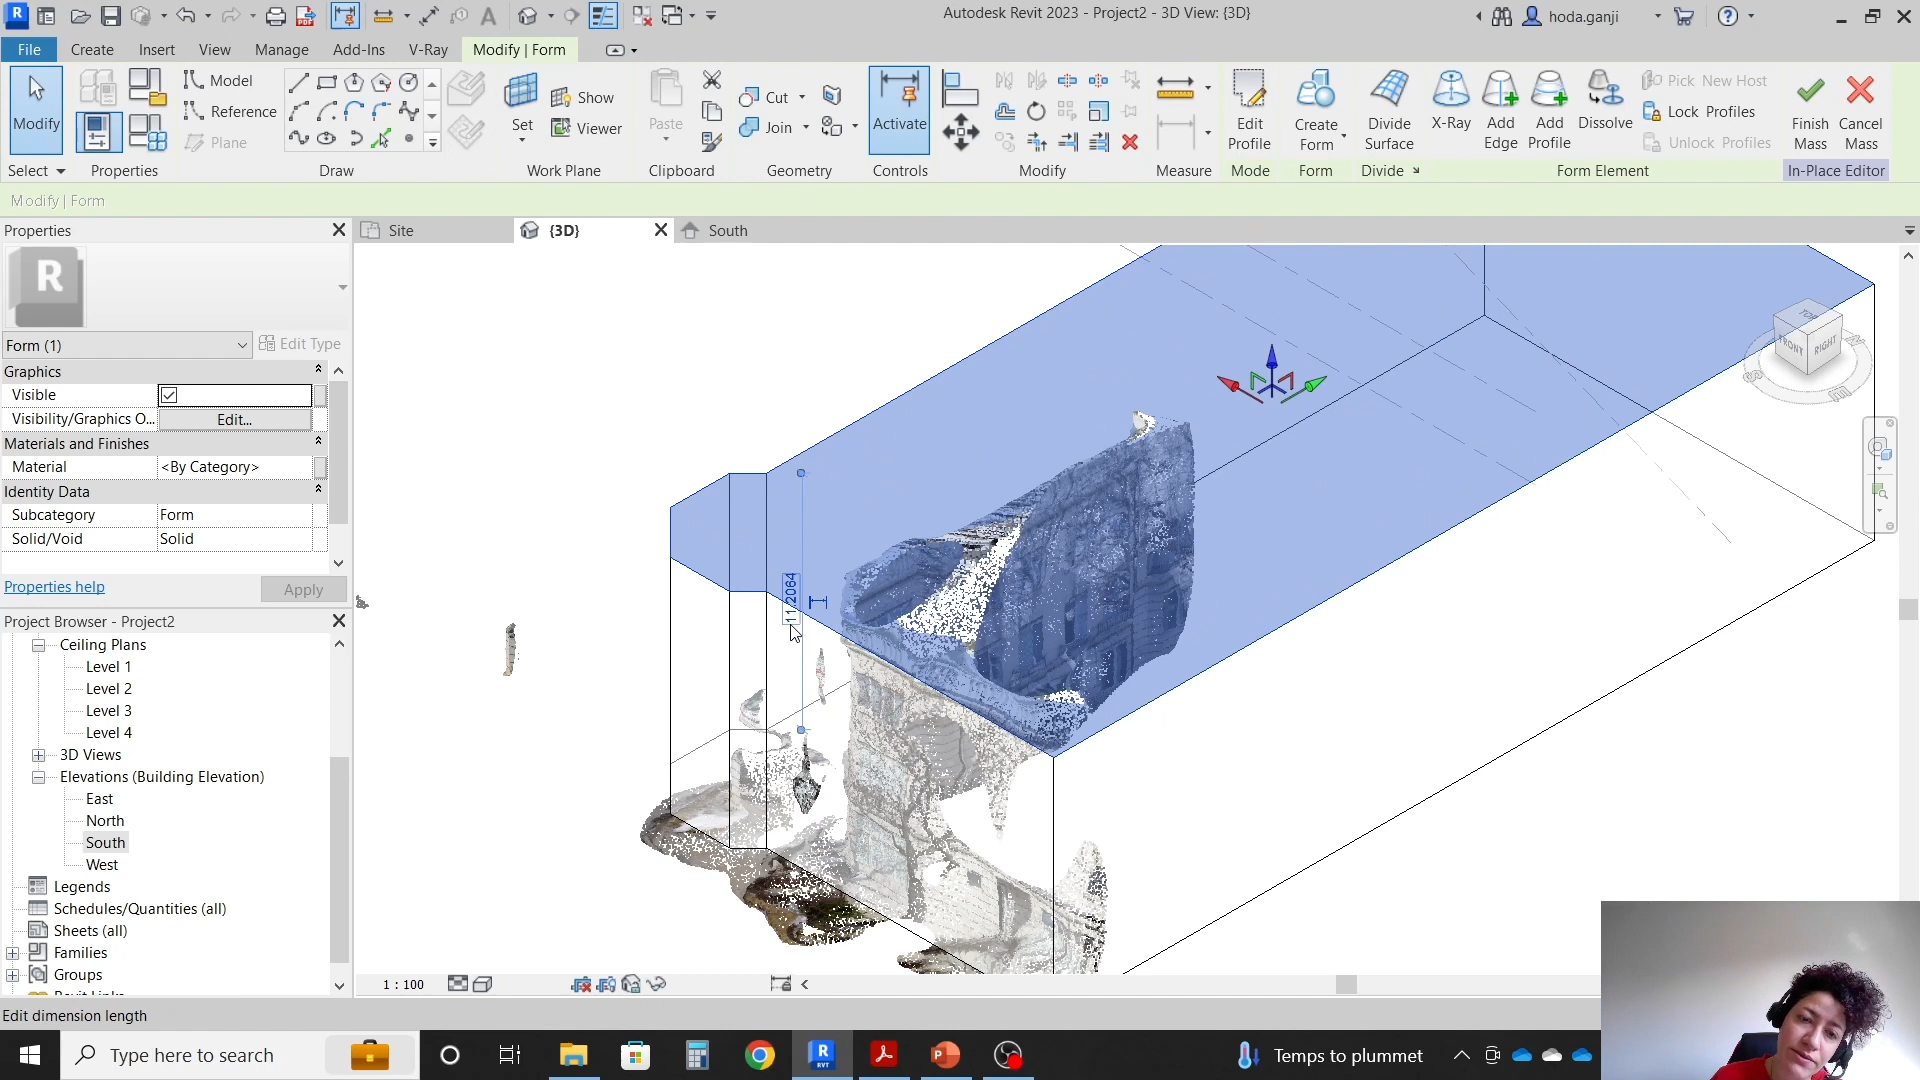 Autodesk Revit 2023 - Project2 - 3D View: {3D}
hoda.ganji
File
Create
Insert
View
Manage
Add-Ins
V-Ray
Modify | Form
Modify
Select
Properties
Model
Reference
Plane
Draw
Set
Show
Viewer
Work Plane
Paste
Clipboard
Cut
Join
Geometry
Activate
Controls
Modify
Measure
Edit
Profile
Mode
Create
Form
Form
Divide
Surface
Divide
X-Ray
Add
Edge
Add
Profile
Dissolve
Pick New Host
Lock Profiles
Unlock Profiles
Form Element
Finish
Mass
Cancel
Mass
In-Place Editor
Modify | Form
Properties
Site
{3D}
South
R
Form (1)
Edit Type
Graphics
Visible
Visibility/Graphics O...
Edit...
Materials and Finishes
Material
<By Category>
Identity Data
Subcategory
Form
Solid/Void
Solid
Properties help
Apply
Project Browser - Project2
Ceiling Plans
Level 1
Level 2
Level 3
Level 4
3D Views
Elevations (Building Elevation)
East
North
South
West
Legends
Schedules/Quantities (all)
Sheets (all)
Families
Groups
Revit Links
TOP
FRONT
RIGHT
1 : 100
Edit dimension length
Type here to search
Temps to plummet